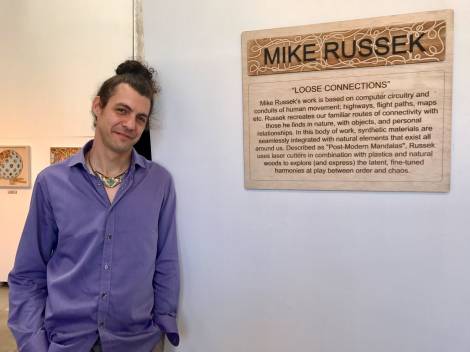 MIKE RUSSEK
"LOOSE CONNECTIONS"
Mike Russek's work is based on computer circuitry and
conduits of human movement; highways, flight paths, maps
etc. Russek recreates our familiar routes of connectivity with
those he finds in nature, with objects, and personal
relationships. In this body of work, synthetic materials are
seamlessly integrated with natural elements that exist all
around us. Described as "Post-Modern Mandalas", Russek
uses laser cutters in combination with plastics and natural
woods to explore (and express) the latent, fine-tuned
harmonies at play between order and chaos.